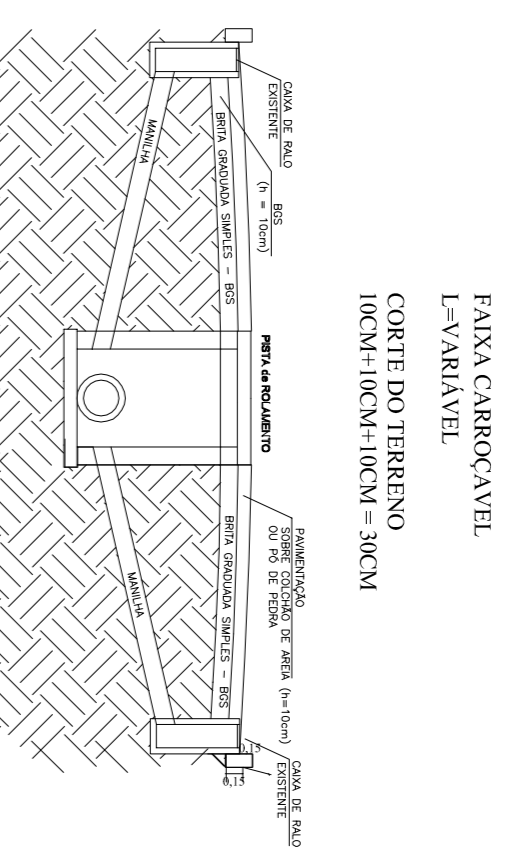 FAIXA CARROÇAVEL
L=VARIÁVEL
CORTE DO TERRENO
10CM+10CM+10CM = 30CM
CAIXA DE RALO
EXISTENTE
BGS
(h = 10cm)
PISTA de ROLAMENTO
PAVIMENTAÇÃO
SOBRE COLCHÃO DE AREIA (h=10cm)
OU PÓ DE PEDRA
CAIXA DE RALO
EXISTENTE
BRITA GRADUADA SIMPLES - BGS
BRITA GRADUADA SIMPLES - BGS
0,15
0,15
MANILHA
MANILHA